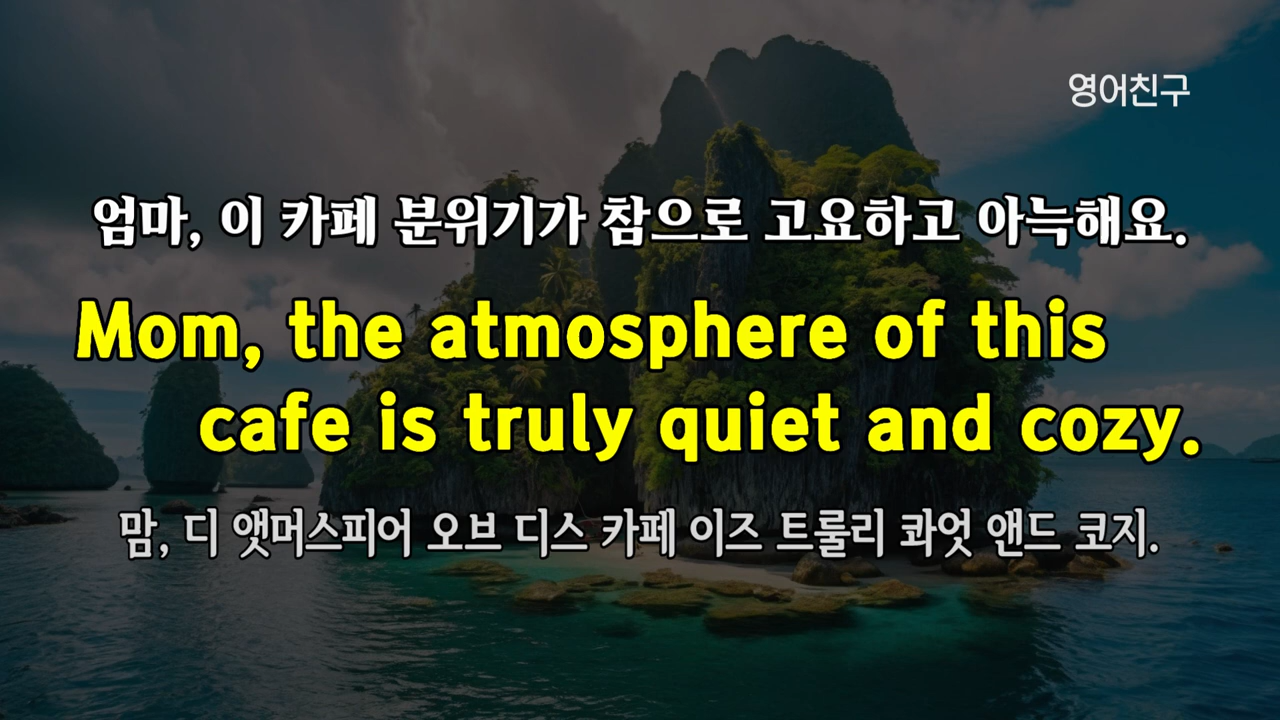 영어친구
엄마, 이 카페 분위기가 참으로 고요하고 아늑해요.
Mom, the atmosphere of this
cafe is truly quiet and cozy.
맘, 디 앳머스피어 오브 디스 카페 이즈 트룰리 콰엇 앤드 코지.